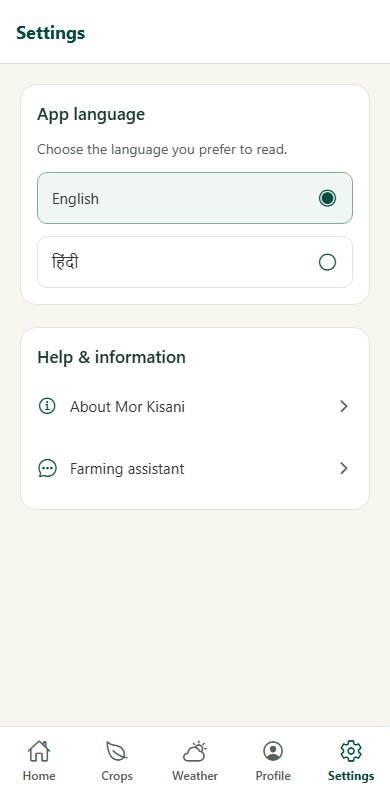 Settings
App language
Choose the language you prefer to read.
English
हिंदी
Help & information
About Mor Kisani
Farming assistant
Home
Crops
Weather
Profile
Settings